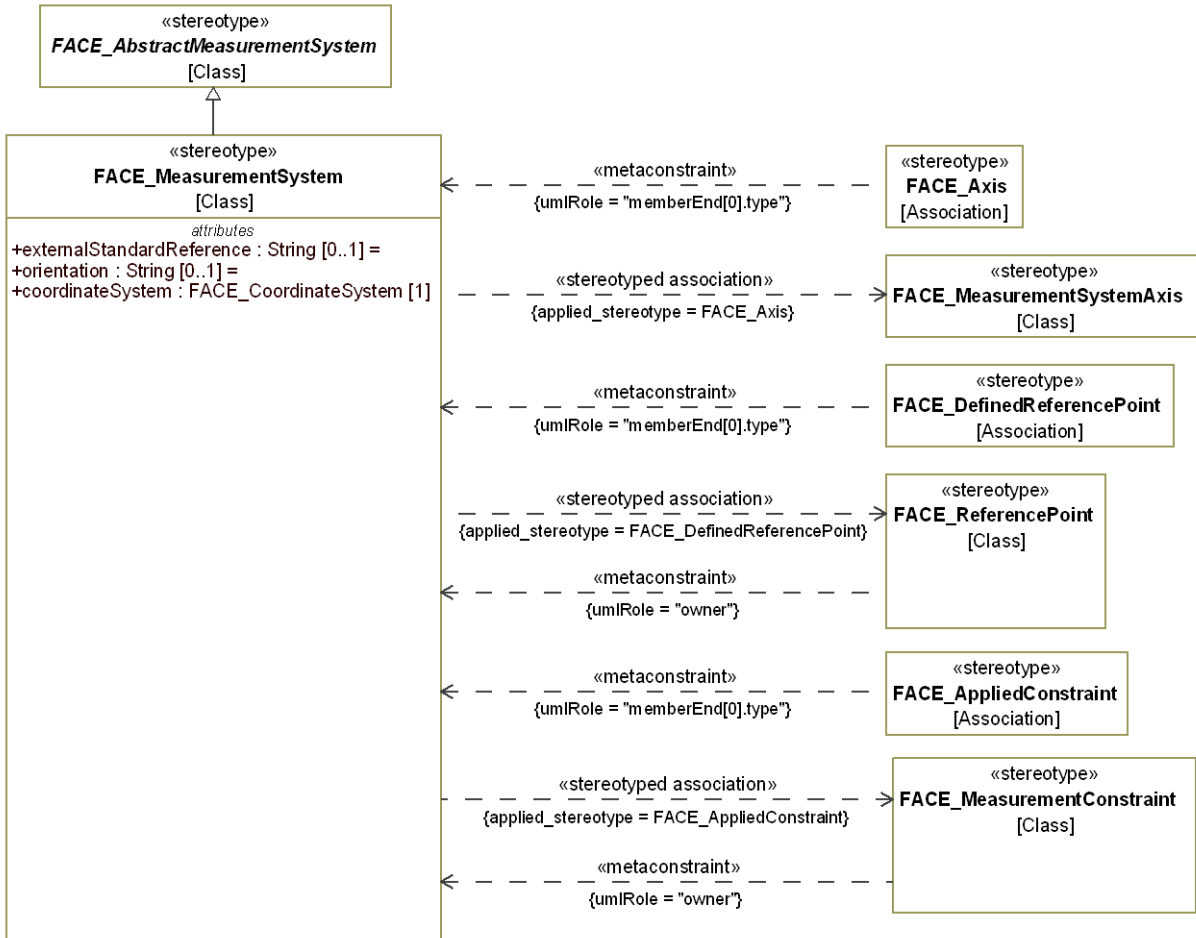 «stereotype»
FACE_AbstractMeasurementSystem
[Class]
«stereotype»
FACE_MeasurementSystem
[Class]
attributes
+externalStandardReference : String [0..1] =
+orientation : String [0..1] =
+coordinateSystem : FACE_CoordinateSystem [1]
«metaconstraint»
{umlRole = "memberEnd[0].type"}
«stereotype»
FACE_Axis
[Association]
«stereotyped association»
{applied_stereotype = FACE_Axis}
«stereotype»
FACE_MeasurementSystemAxis
[Class]
«metaconstraint»
{umlRole = "memberEnd[0].type"}
«stereotype»
FACE_DefinedReferencePoint
[Association]
«stereotyped association»
{applied_stereotype = FACE_DefinedReferencePoint}
«stereotype»
FACE_ReferencePoint
[Class]
«metaconstraint»
{umlRole = "owner"}
«metaconstraint»
{umlRole = "memberEnd[0].type"}
«stereotype»
FACE_AppliedConstraint
[Association]
«stereotyped association»
{applied_stereotype = FACE_AppliedConstraint}
«stereotype»
FACE_MeasurementConstraint
[Class]
«metaconstraint»
{umlRole = "owner"}